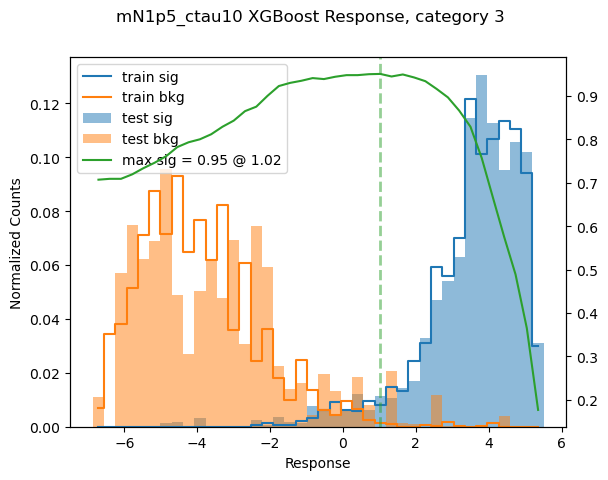 mN1p5_ctau10 XGBoost Response, category 3
train sig
train bkg
test sig
test bkg
max sig = 0.95 @ 1.02
Normalized Counts
0.12
0.10
0.08
0.06
0.04
0.02
0.00
0.9
0.8
0.7
0.6
0.5
0.4
0.3
0.2
−6 −4 −2 0 2 4 6
Response